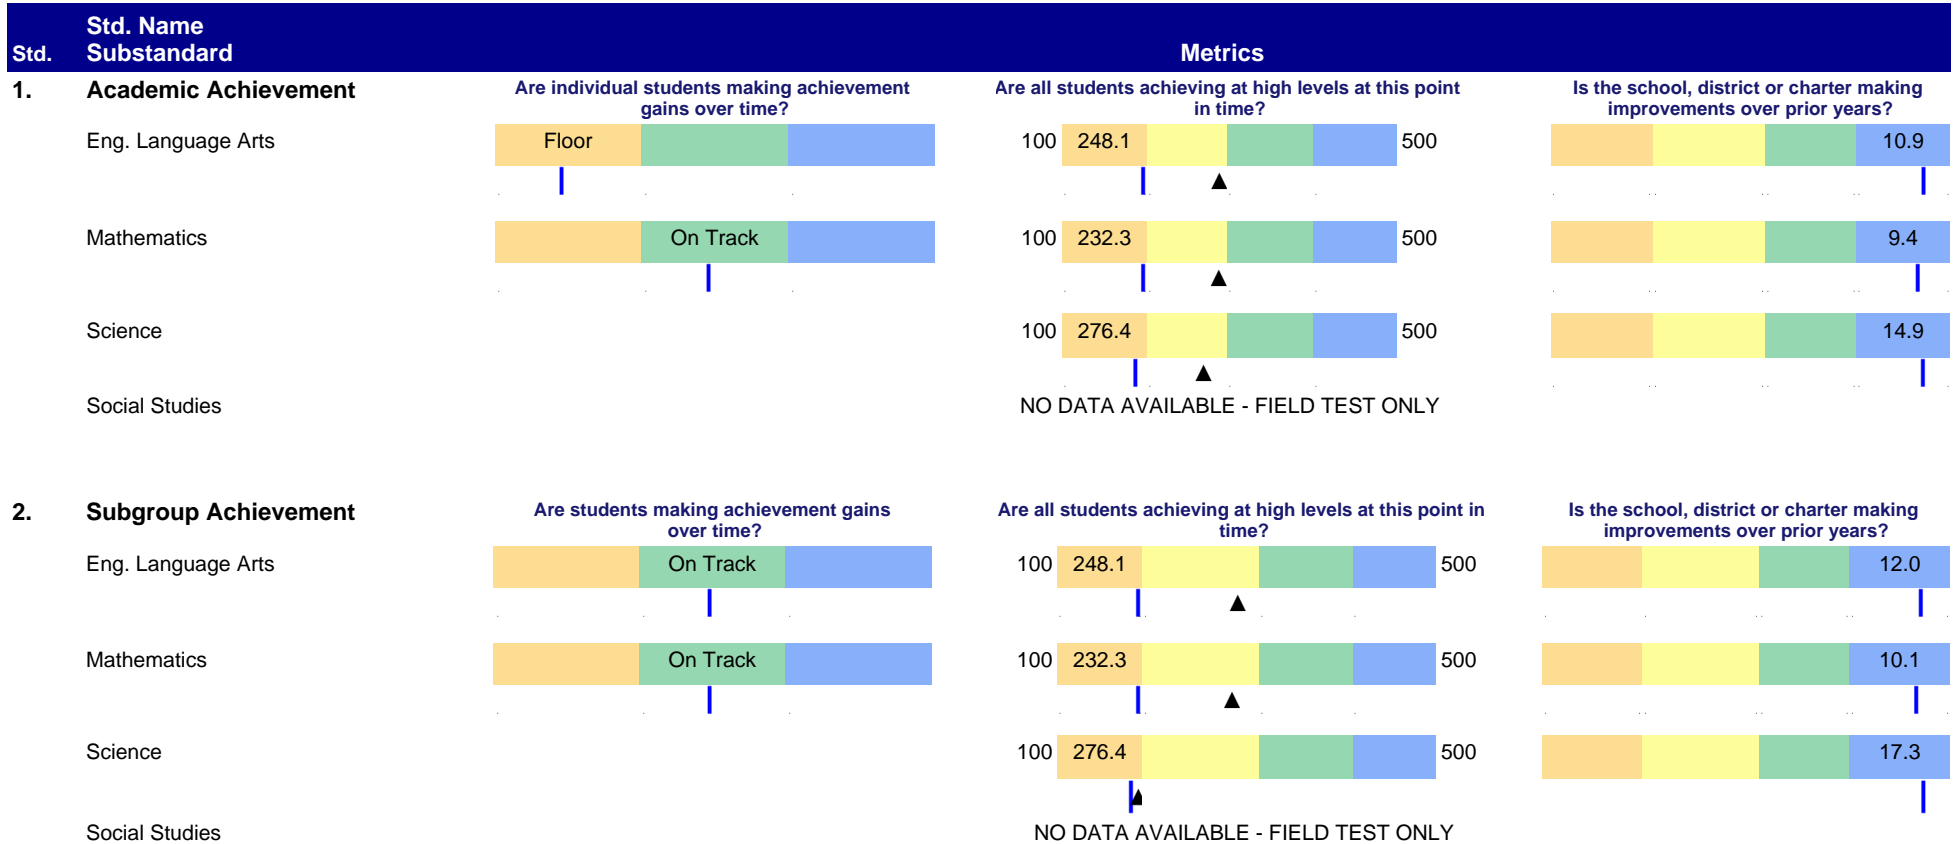 Std. Name
Std. Substandard Metrics
1. Academic Achievement Are individual students making achievement Are all students achieving at high levels at this point Is the school, district or charter making
gains over time? in time? improvements over prior years?
Eng. Language Arts Floor 100 248.1 500 10.9
Mathematics On Track 100 232.3 500 9.4
Science 100 276.4 500 14.9
Social Studies NO DATA AVAILABLE - FIELD TEST ONLY
2. Subgroup Achievement Are students making achievement gains Are all students achieving at high levels at this point in Is the school, district or charter making
over time? time? improvements over prior years?
Eng. Language Arts On Track 100 248.1 500 12.0
Mathematics On Track 100 232.3 500 10.1
Science 100 276.4 500 17.3
Social Studies NO DATA AVAILABLE - FIELD TEST ONLY